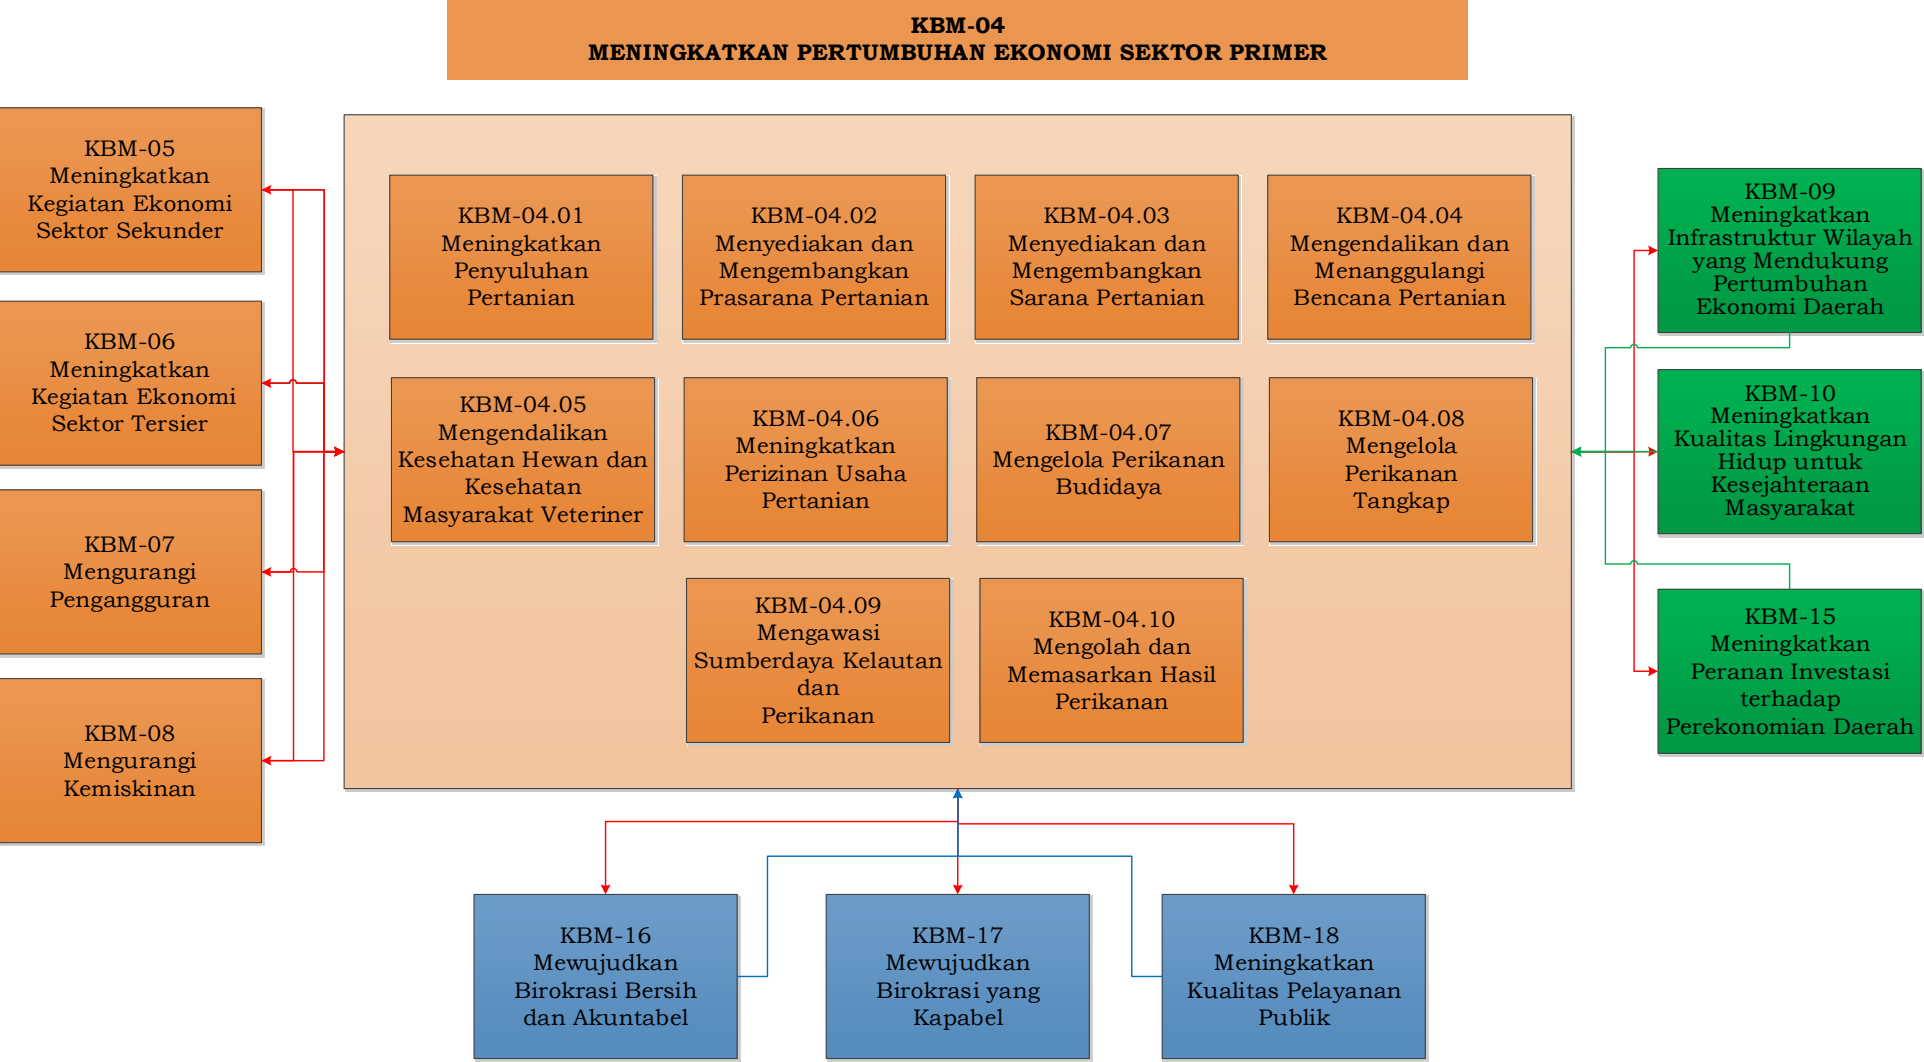 KBM-04
MENINGKATKAN PERTUMBUHAN EKONOMI SEKTOR PRIMER
KBM-05
Meningkatkan
Kegiatan Ekonomi
Sektor Sekunder
KBM-06
Meningkatkan
Kegiatan Ekonomi
Sektor Tersier
KBM-07
Mengurangi
Pengangguran
KBM-08
Mengurangi
Kemiskinan
KBM-04.01
Meningkatkan
Penyuluhan
Pertanian
KBM-04.02
Menyediakan dan
Mengembangkan
Prasarana Pertanian
KBM-04.03
Menyediakan dan
Mengembangkan
Sarana Pertanian
KBM-04.04
Mengendalikan dan
Menanggulangi
Bencana Pertanian
KBM-04.05
Mengendalikan
Kesehatan Hewan dan
Kesehatan
Masyarakat Veteriner
KBM-04.06
Meningkatkan
Perizinan Usaha
Pertanian
KBM-04.07
Mengelola Perikanan
Budidaya
KBM-04.08
Mengelola
Perikanan
Tangkap
KBM-04.09
Mengawasi
Sumberdaya Kelautan
dan
Perikanan
KBM-04.10
Mengolah dan
Memasarkan Hasil
Perikanan
KBM-09
Meningkatkan
Infrastruktur Wilayah
yang Mendukung
Pertumbuhan
Ekonomi Daerah
KBM-10
Meningkatkan
Kualitas Lingkungan
Hidup untuk
Kesejahteraan
Masyarakat
KBM-15
Meningkatkan
Peranan Investasi
terhadap
Perekonomian Daerah
KBM-16
Mewujudkan
Birokrasi Bersih
dan Akuntabel
KBM-17
Mewujudkan
Birokrasi yang
Kapabel
KBM-18
Meningkatkan
Kualitas Pelayanan
Publik